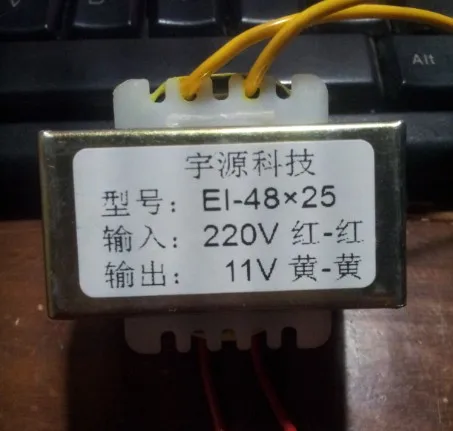 Alt
宇源科技
型号： EI-48×25
输入： 220V 红-红
输出： 11V 黄-黄